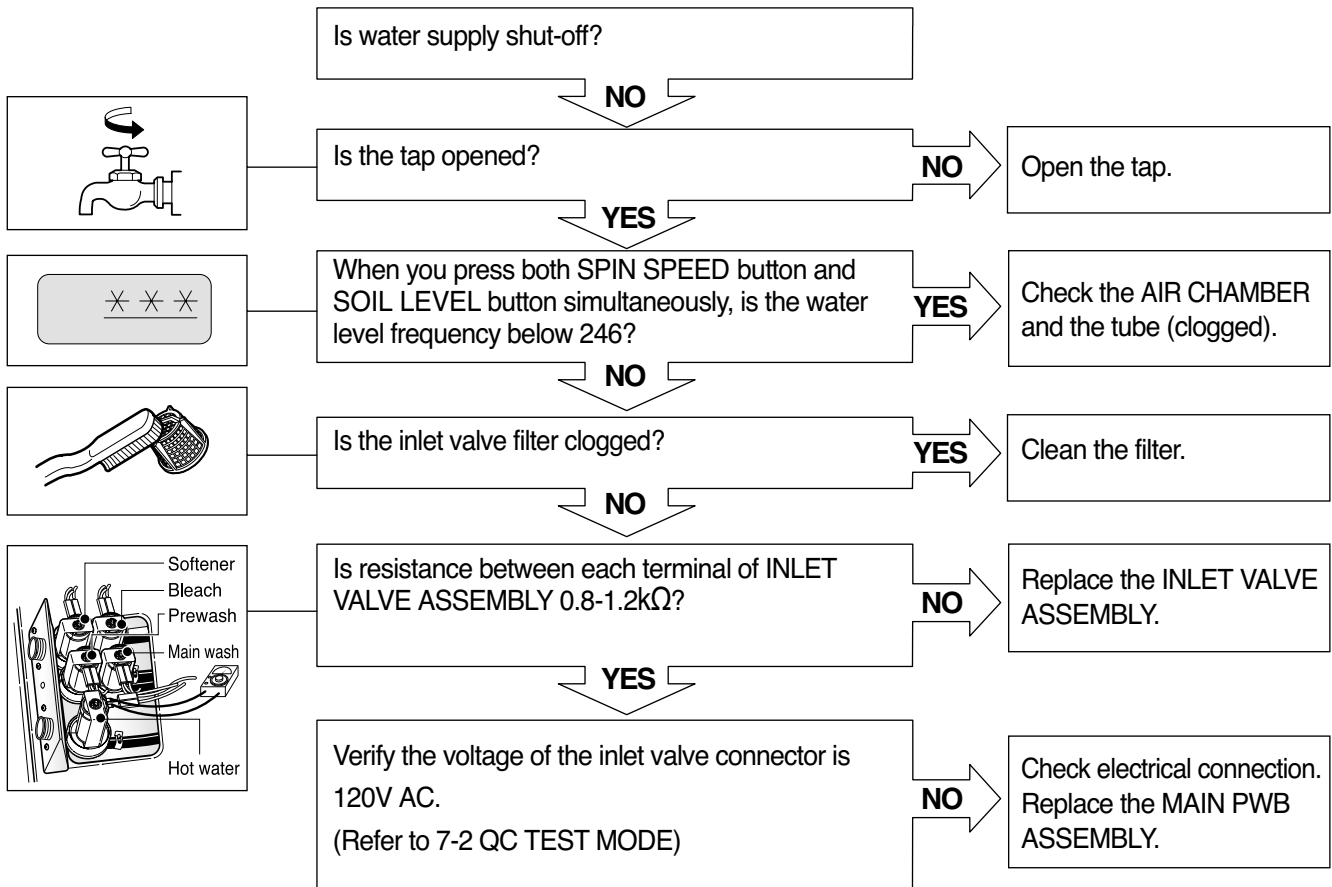 Is water supply shut-off?
NO
Is the tap opened?
NO
Open the tap.
YES
When you press both SPIN SPEED button and
SOIL LEVEL button simultaneously, is the water
level frequency below 246?
YES
Check the AIR CHAMBER
and the tube (clogged).
NO
Is the inlet valve filter clogged?
YES
Clean the filter.
NO
Softener
Bleach
Prewash
Main wash
Hot water
Is resistance between each terminal of INLET
VALVE ASSEMBLY 0.8-1.2kΩ?
NO
Replace the INLET VALVE
ASSEMBLY.
YES
Verify the voltage of the inlet valve connector is
120V AC.
(Refer to 7-2 QC TEST MODE)
NO
Check electrical connection.
Replace the MAIN PWB
ASSEMBLY.